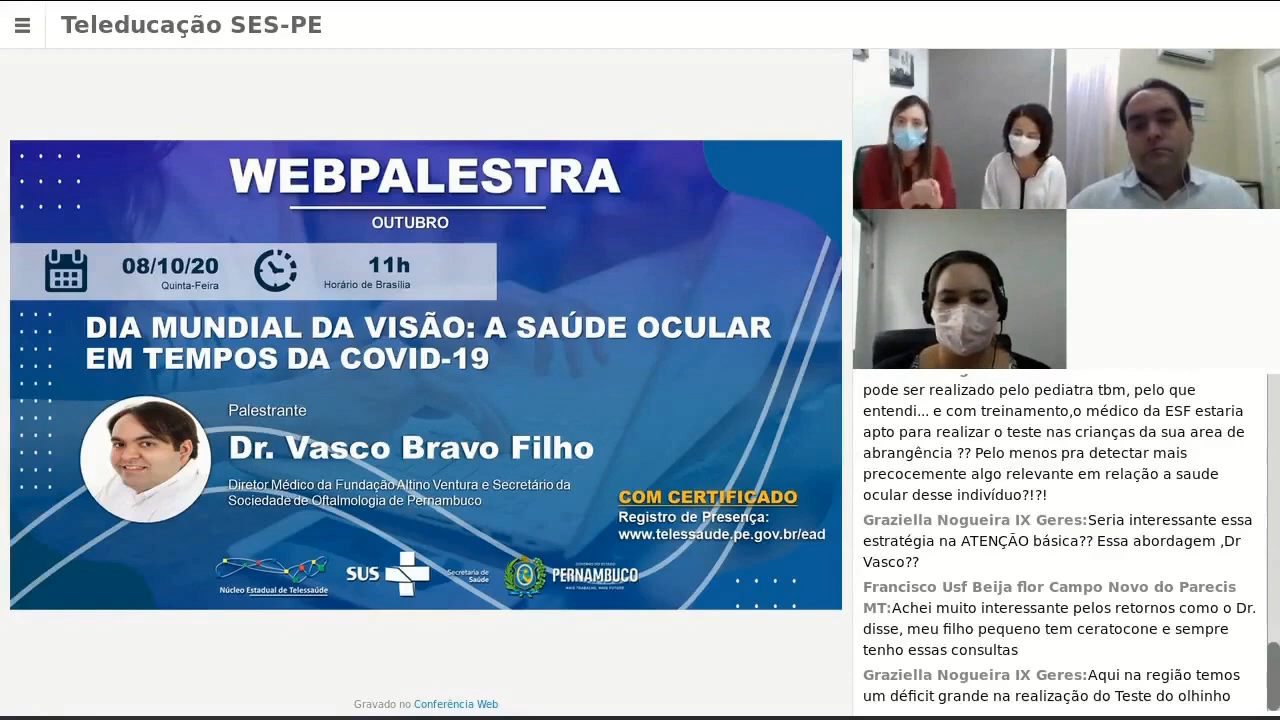 Teleducação SES-PE
WEBPALESTRA
OUTUBRO
08/10/20
Quinta-Feira
11h
Horário de Brasília
DIA MUNDIAL DA VISÃO: A SAÚDE OCULAR
EM TEMPOS DA COVID-19
Palestrante
Dr. Vasco Bravo Filho
Diretor Médico da Fundação Altino Ventura e Secretário da
Sociedade de Oftalmologia de Pernambuco
COM CERTIFICADO
Registro de Presença:
www.telessaude.pe.gov.br/ead
Núcleo Estadual de Telessaúde
SUS
Secretaria de
Saúde
PERNAMBUCO
Gravado no Conferência Web
pode ser realizado pelo pediatra tbm, pelo que
entendi... e com treinamento,o médico da ESF estaria
apto para realizar o teste nas crianças da sua area de
abrangência ?? Pelo menos pra detectar mais
precocemente algo relevante em relação a saude
ocular desse indivíduo?!?!
Graziella Nogueira IX Geres:Seria interessante essa
estratégia na ATENÇÃO básica?? Essa abordagem ,Dr
Vasco??
Francisco Usf Beija flor Campo Novo do Parecis
MT:Achei muito interessante pelos retornos como o Dr.
disse, meu filho pequeno tem ceratocone e sempre
tenho essas consultas
Graziella Nogueira IX Geres:Aqui na região temos
um déficit grande na realização do Teste do olhinho